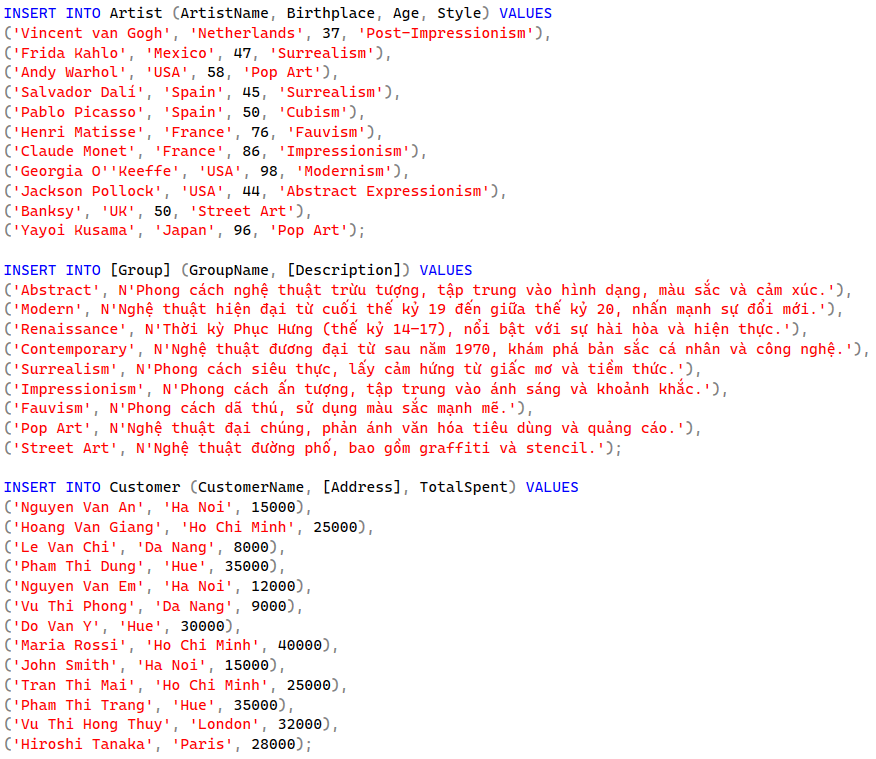 INSERT INTO Artist (ArtistName, Birthplace, Age, Style) VALUES
('Vincent van Gogh', 'Netherlands', 37, 'Post-Impressionism'),
('Frida Kahlo', 'Mexico', 47, 'Surrealism'),
('Andy Warhol', 'USA', 58, 'Pop Art'),
('Salvador Dalí', 'Spain', 45, 'Surrealism'),
('Pablo Picasso', 'Spain', 50, 'Cubism'),
('Henri Matisse', 'France', 76, 'Fauvism'),
('Claude Monet', 'France', 86, 'Impressionism'),
('Georgia O''Keeffe', 'USA', 98, 'Modernism'),
('Jackson Pollock', 'USA', 44, 'Abstract Expressionism'),
('Banksy', 'UK', 50, 'Street Art'),
('Yayoi Kusama', 'Japan', 96, 'Pop Art');
INSERT INTO [Group] (GroupName, [Description]) VALUES
('Abstract', N'Phong cách nghệ thuật trừu tượng, tập trung vào hình dạng, màu sắc và cảm xúc.'),
('Modern', N'Nghệ thuật hiện đại từ cuối thế kỷ 19 đến giữa thế kỷ 20, nhấn mạnh sự đổi mới.'),
('Renaissance', N'Thời kỳ Phục Hưng (thế kỷ 14-17), nổi bật với sự hài hòa và hiện thực.'),
('Contemporary', N'Nghệ thuật đương đại từ sau năm 1970, khám phá bản sắc cá nhân và công nghệ.'),
('Surrealism', N'Phong cách siêu thực, lấy cảm hứng từ giấc mơ và tiềm thức.'),
('Impressionism', N'Phong cách ấn tượng, tập trung vào ánh sáng và khoảnh khắc.'),
('Fauvism', N'Phong cách dã thú, sử dụng màu sắc mạnh mẽ.'),
('Pop Art', N'Nghệ thuật đại chúng, phản ánh văn hóa tiêu dùng và quảng cáo.'),
('Street Art', N'Nghệ thuật đường phố, bao gồm graffiti và stencil.');
INSERT INTO Customer (CustomerName, [Address], TotalSpent) VALUES
('Nguyen Van An', 'Ha Noi', 15000),
('Hoang Van Giang', 'Ho Chi Minh', 25000),
('Le Van Chi', 'Da Nang', 8000),
('Pham Thi Dung', 'Hue', 35000),
('Nguyen Van Em', 'Ha Noi', 12000),
('Vu Thi Phong', 'Da Nang', 9000),
('Do Van Y', 'Hue', 30000),
('Maria Rossi', 'Ho Chi Minh', 40000),
('John Smith', 'Ha Noi', 15000),
('Tran Thi Mai', 'Ho Chi Minh', 25000),
('Pham Thi Trang', 'Hue', 35000),
('Vu Thi Hong Thuy', 'London', 32000),
('Hiroshi Tanaka', 'Paris', 28000);